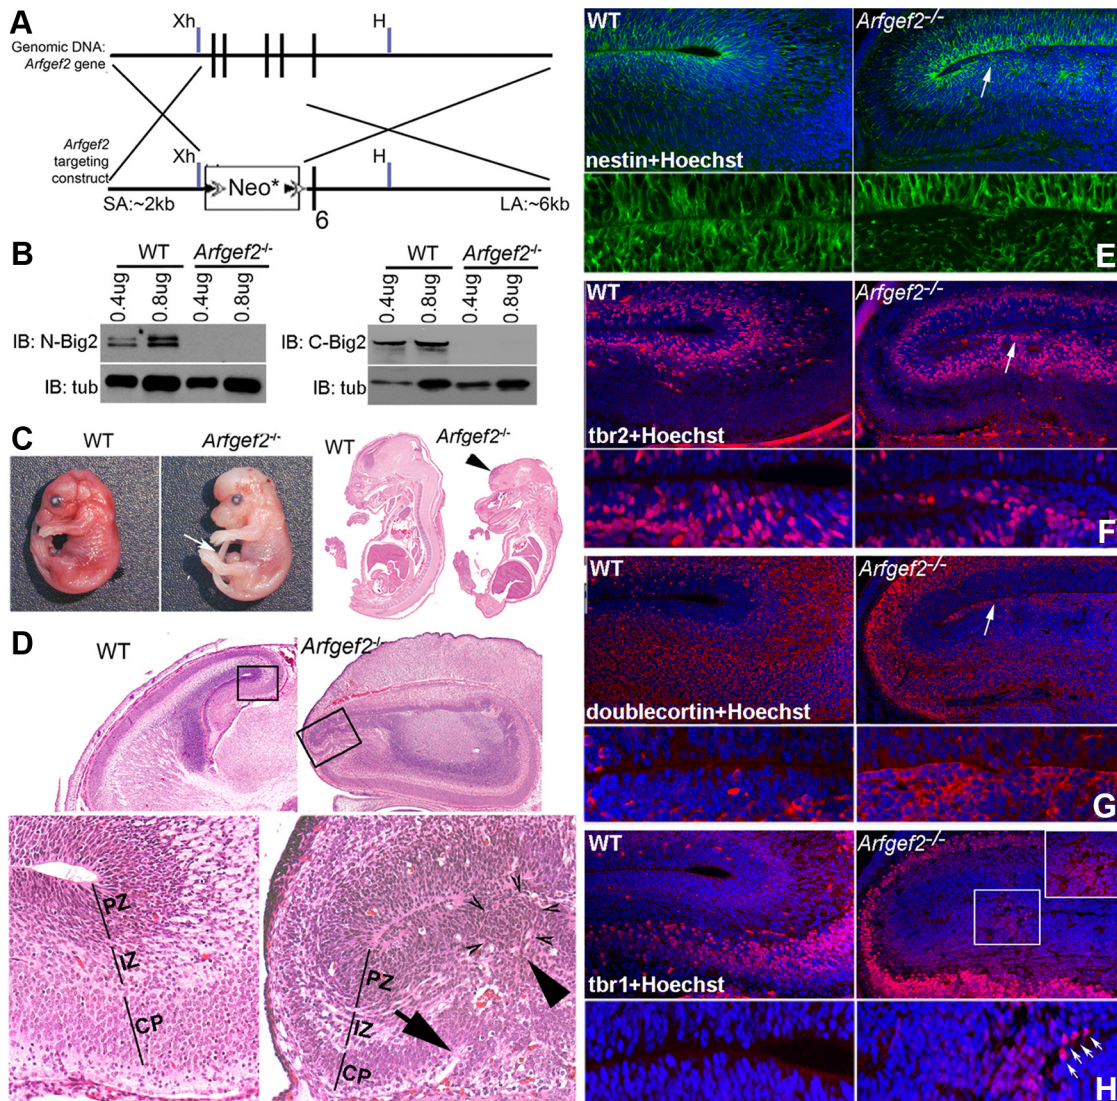 A
Xh
H
Genomic DNA:
Arfgef2 gene
Arfgef2
targeting
construct
Xh
H
Neo*
SA:~2kb
LA:~6kb
6
B
WT
Arfgef2-/-
WT
Arfgef2-/-
0.4ug
0.8ug
0.4ug
0.8ug
0.4ug
0.8ug
0.4ug
0.8ug
IB: N-Big2
IB: C-Big2
IB: tub
IB: tub
C
WT
Arfgef2-/-
WT
Arfgef2-/-
D
WT
Arfgef2-/-
PZ
IZ
CP
PZ
IZ
CP
WT
Arfgef2-/-
nestin+Hoechst
E
WT
Arfgef2-/-
tbr2+Hoechst
F
WT
Arfgef2-/-
doublecortin+Hoechst
G
WT
Arfgef2-/-
tbr1+Hoechst
H